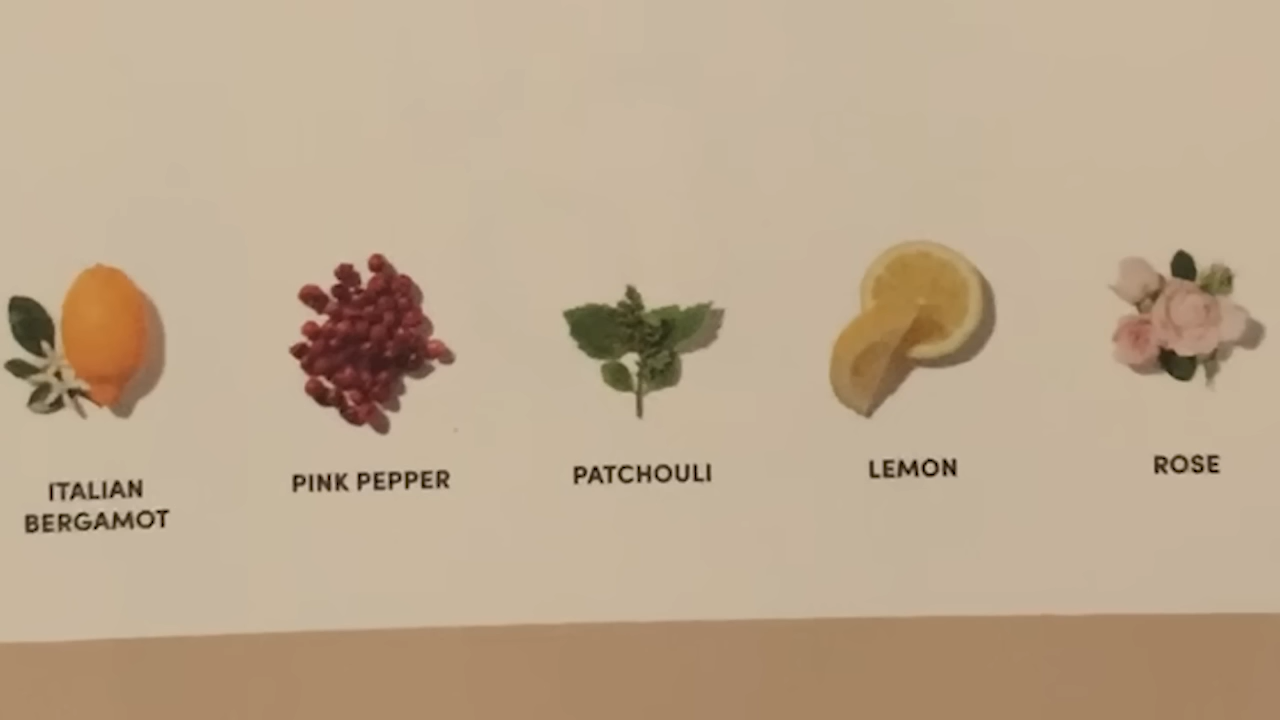 ITALIAN
BERGAMOT
PINK PEPPER
PATCHOULI
LEMON
ROSE